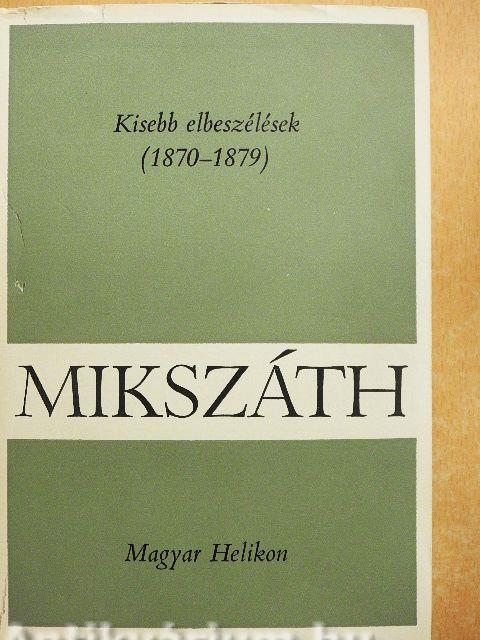 Kisebb elbeszélések
(1870–1879)
MIKSZÁTH
Magyar Helikon